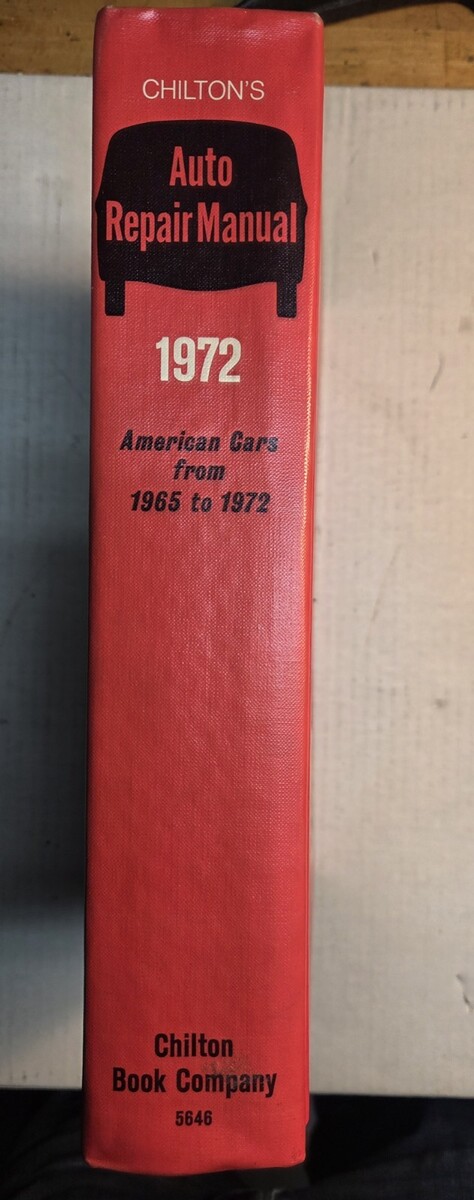 CHILTON'S
Auto
Repair Manual
1972
American Cars
from
1965 to 1972
Chilton
Book Company
5646